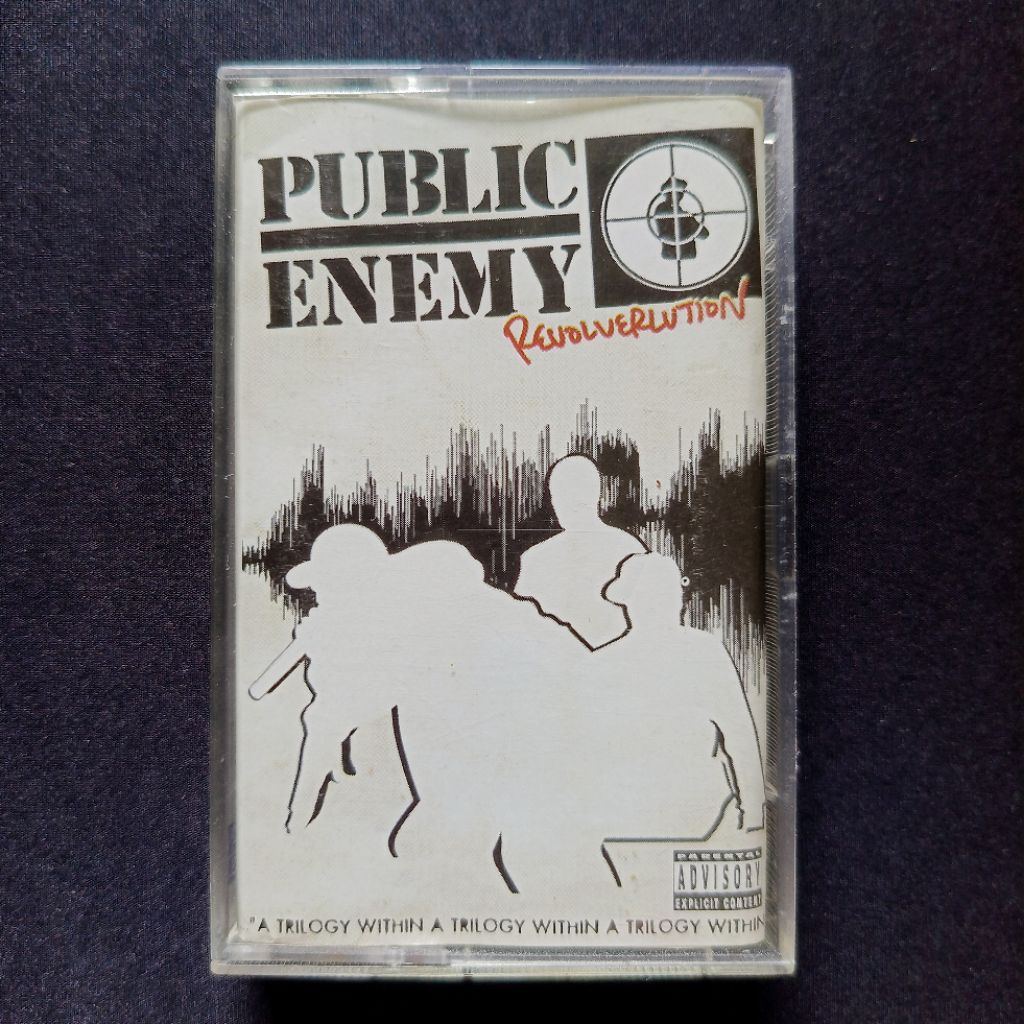 PUBLIC
ENEMY
REVOLVERLUTION
PARENTAL
ADVISORY
EXPLICIT CONTENT
"A TRILOGY WITHIN A TRILOGY WITHIN A TRILOGY WITHIN